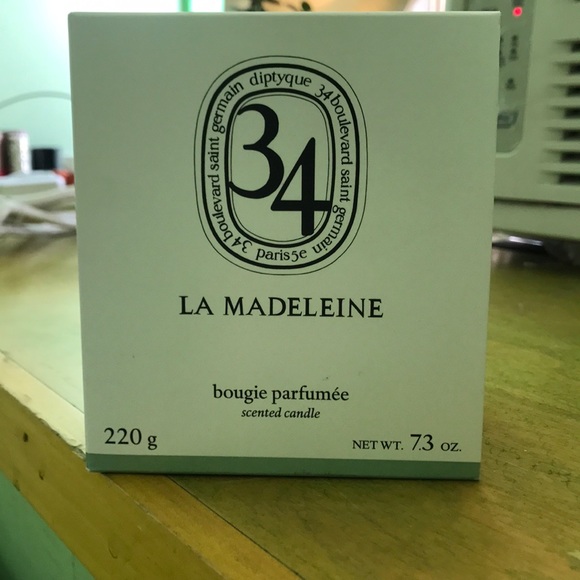 34 boulevard saint germain diptyque 34 boulevard saint germain paris 5e
34
LA MADELEINE
bougie parfumée
scented candle
220 g
NET WT. 7.3 OZ.